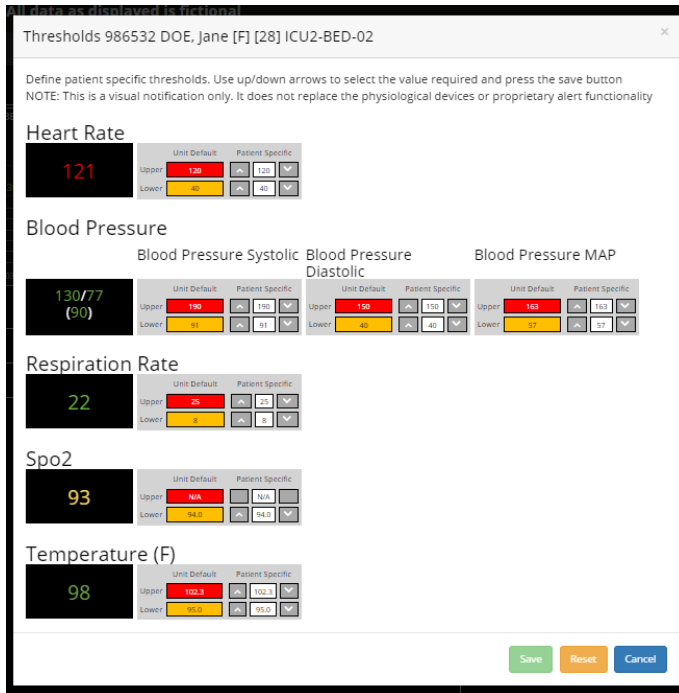 All data as displayed is fictional
Thresholds 986532 DOE, Jane [F] [28] ICU2-BED-02 ×
Define patient specific thresholds. Use up/down arrows to select the value required and press the save button
NOTE: This is a visual notification only. It does not replace the physiological devices or proprietary alert functionality
Heart Rate
121
Unit Default Patient Specific
Upper 120 120
Lower 40 40
Blood Pressure
Blood Pressure Systolic Blood Pressure Diastolic Blood Pressure MAP
130/77
(90)
Unit Default Patient Specific Unit Default Patient Specific Unit Default Patient Specific
Upper 190 190 Upper 150 150 Upper 163 163
Lower 91 91 Lower 40 40 Lower 57 57
Respiration Rate
22
Unit Default Patient Specific
Upper 25 25
Lower 8 8
Spo2
93
Unit Default Patient Specific
Upper N/A N/A
Lower 94.0 94.0
Temperature (F)
98
Unit Default Patient Specific
Upper 102.3 102.3
Lower 95.0 95.0
Save Reset Cancel